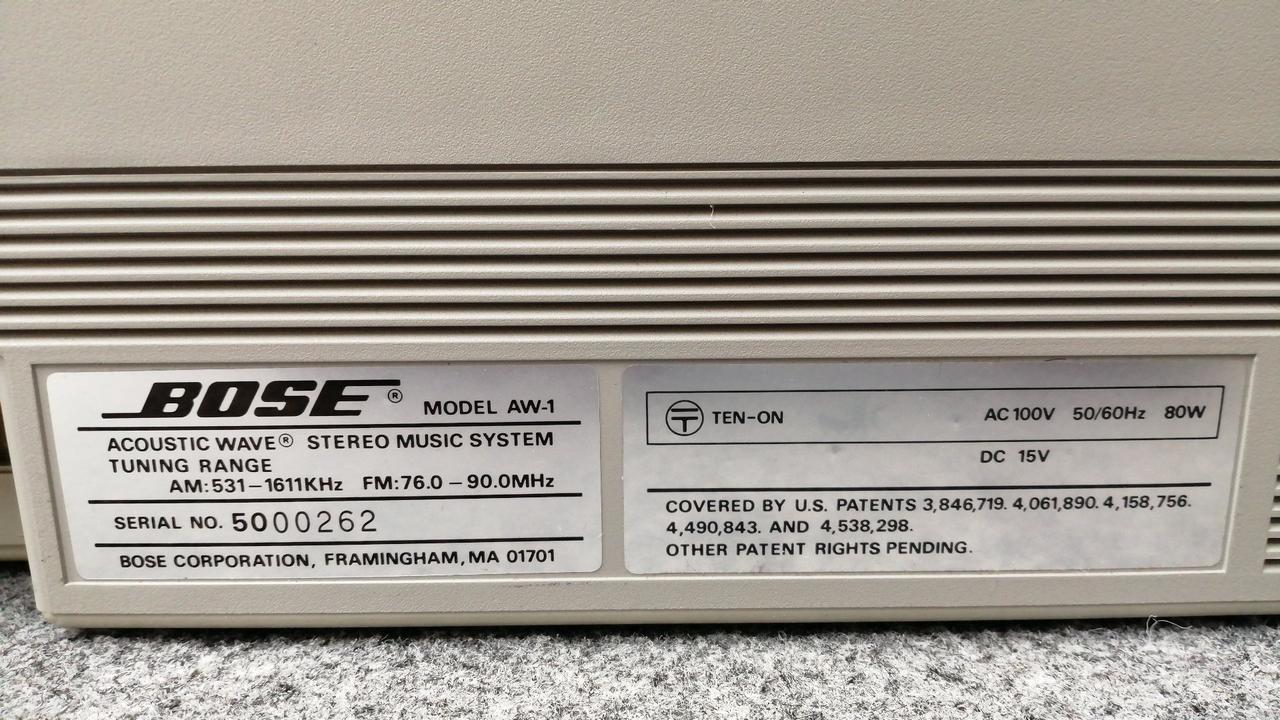 BOSE® MODEL AW-1
ACOUSTIC WAVE® STEREO MUSIC SYSTEM
TUNING RANGE
AM:531–1611KHz FM:76.0 – 90.0MHz
SERIAL NO. 5000262
BOSE CORPORATION, FRAMINGHAM, MA 01701
TEN-ON AC 100V 50/60Hz 80W
DC 15V
COVERED BY U.S. PATENTS 3,846,719. 4,061,890. 4,158,756.
4,490,843. AND 4,538,298.
OTHER PATENT RIGHTS PENDING.